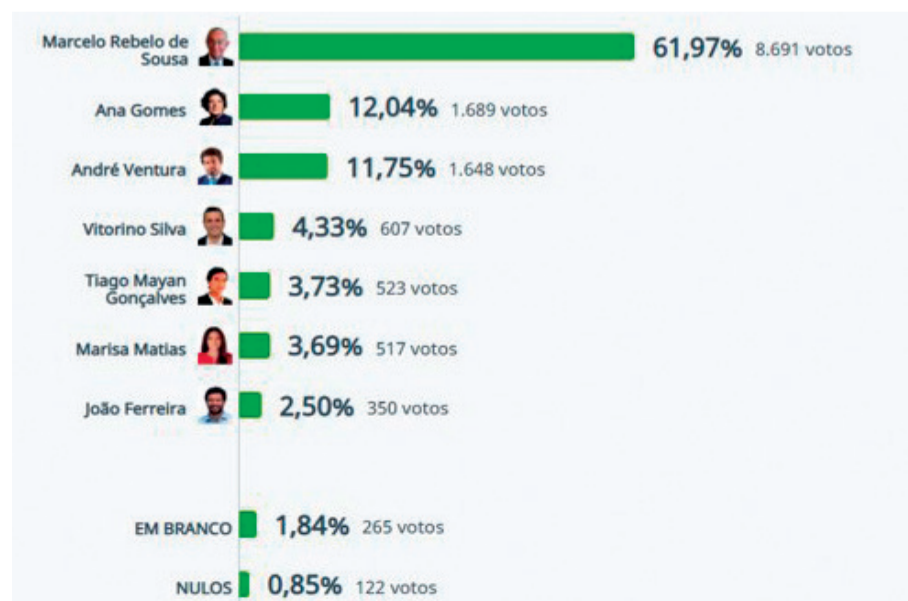 Marcelo Rebelo de
Sousa
61,97% 8.691 votos
Ana Gomes 12,04% 1.689 votos
André Ventura 11,75% 1.648 votos
Vitorino Silva 4,33% 607 votos
Tiago Mayan
Gonçalves
3,73% 523 votos
Marisa Matias 3,69% 517 votos
João Ferreira 2,50% 350 votos
EM BRANCO 1,84% 265 votos
NULOS 0,85% 122 votos